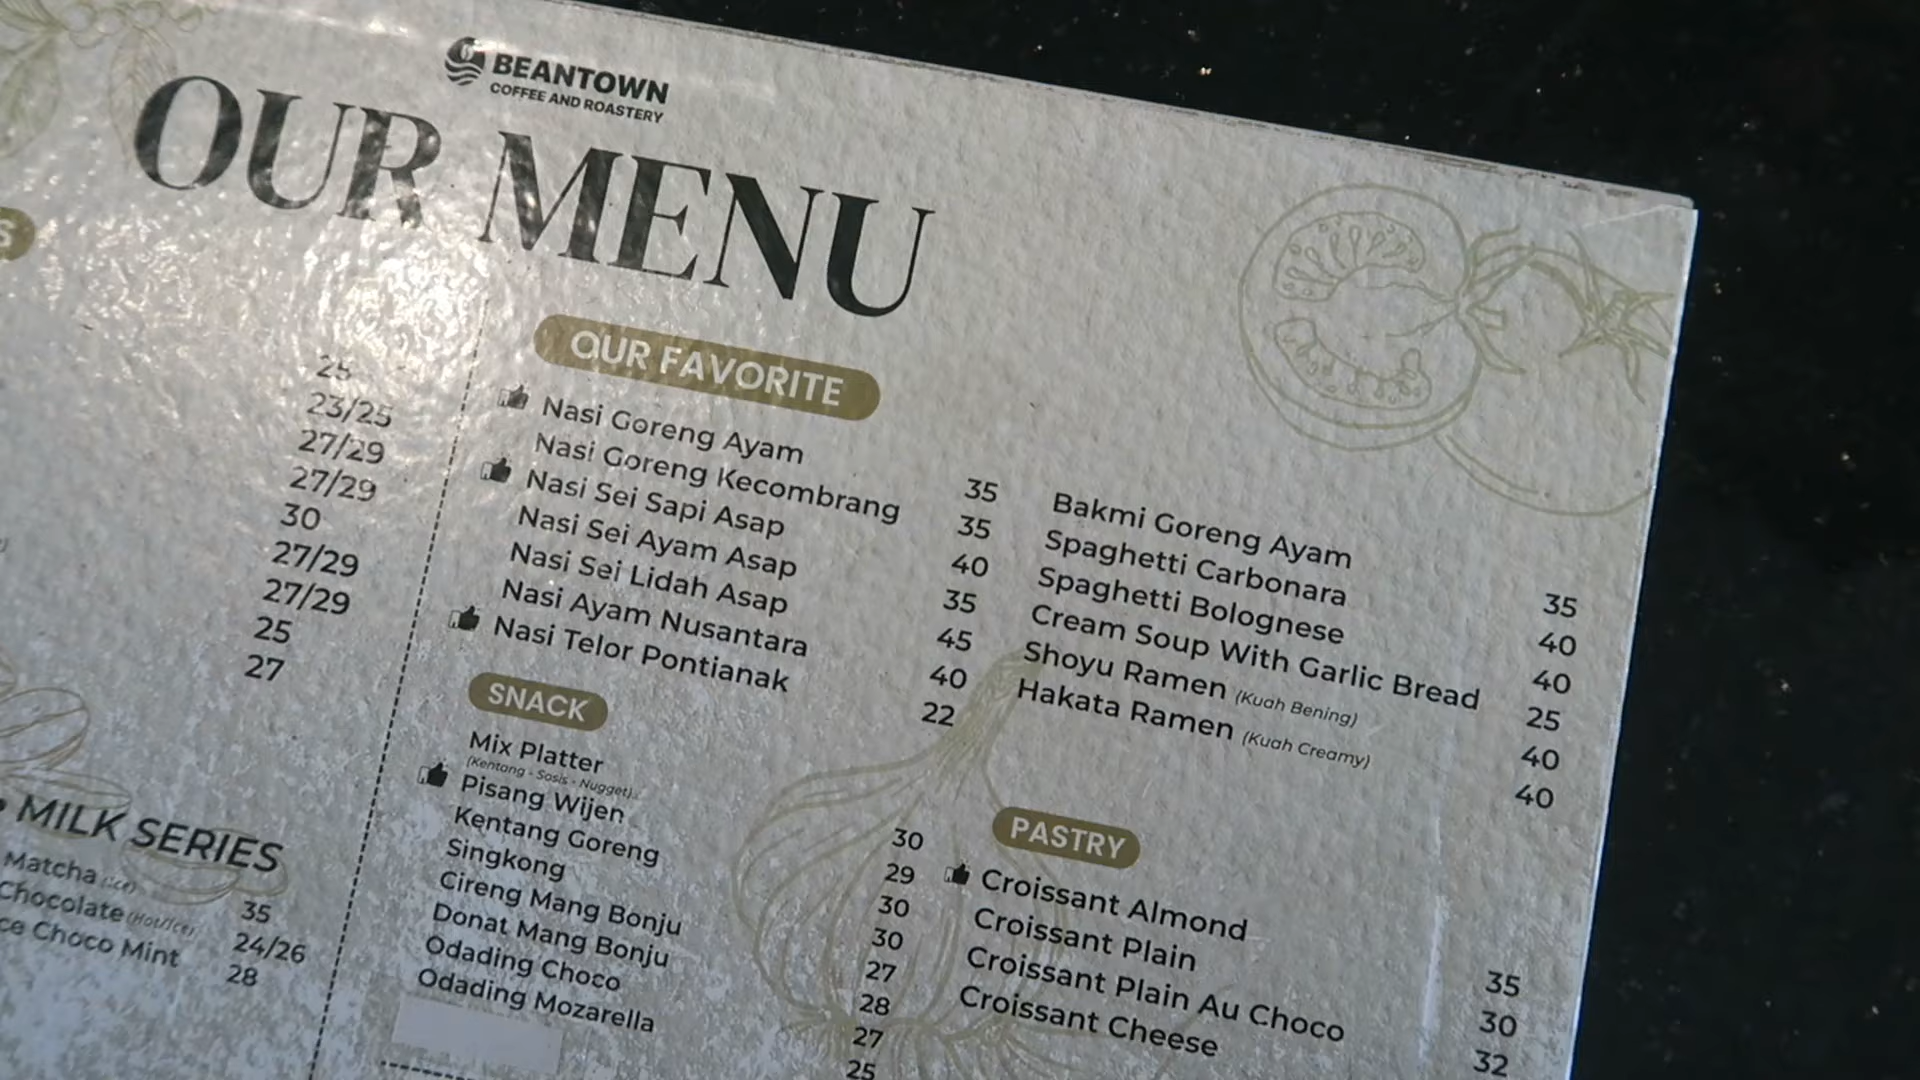 BEANTOWN
COFFEE AND ROASTERY
OUR MENU
S
25
23/25
27/29
27/29
30
27/29
27/29
25
27
MILK SERIES
Matcha (Ice) 35
Chocolate (Hot/Ice) 24/26
ce Choco Mint 28
OUR FAVORITE
Nasi Goreng Ayam 35
Nasi Goreng Kecombrang 35
Nasi Sei Sapi Asap 40
Nasi Sei Ayam Asap 35
Nasi Sei Lidah Asap 45
Nasi Ayam Nusantara 40
Nasi Telor Pontianak 22
Bakmi Goreng Ayam 35
Spaghetti Carbonara 40
Spaghetti Bolognese 40
Cream Soup With Garlic Bread 25
Shoyu Ramen (Kuah Bening) 40
Hakata Ramen (Kuah Creamy) 40
SNACK
Mix Platter 30
(Kentang - Sosis - Nugget)
Pisang Wijen 29
Kentang Goreng 30
Singkong 30
Cireng Mang Bonju 27
Donat Mang Bonju 28
Odading Choco 27
Odading Mozarella 25
PASTRY
Croissant Almond 35
Croissant Plain 30
Croissant Plain Au Choco 32
Croissant Cheese